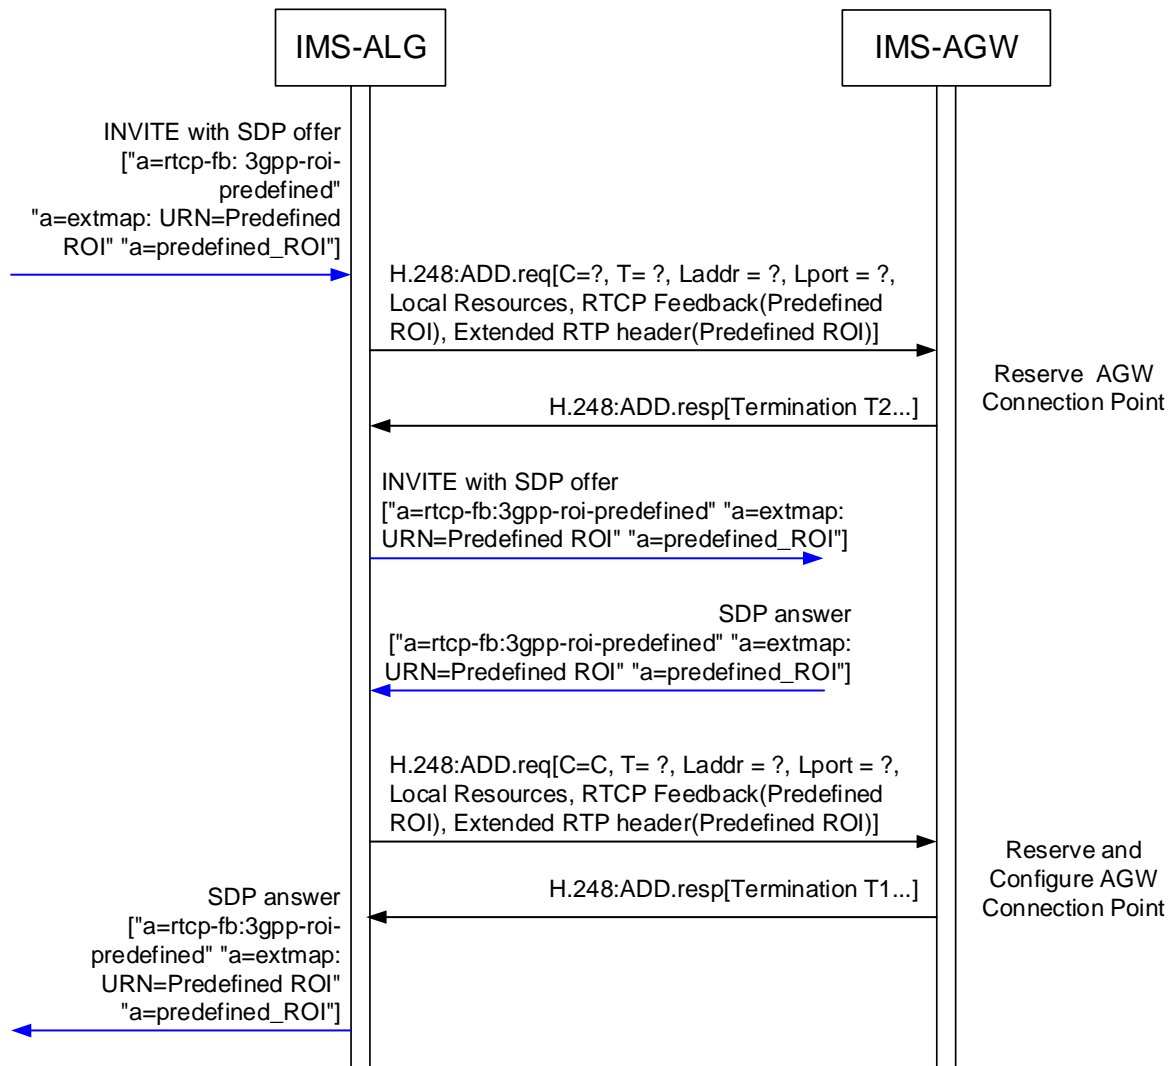 IMS-ALG
IMS-AGW
INVITE with SDP offer
["a=rtcp-fb: 3gpp-roi-
predefined"
"a=extmap: URN=Predefined
ROI" "a=predefined_ROI"]
H.248:ADD.req[C=?, T= ?, Laddr = ?, Lport = ?,
Local Resources, RTCP Feedback(Predefined
ROI), Extended RTP header(Predefined ROI)]
Reserve AGW
Connection Point
H.248:ADD.resp[Termination T2...]
INVITE with SDP offer
["a=rtcp-fb:3gpp-roi-predefined" "a=extmap:
URN=Predefined ROI" "a=predefined_ROI"]
SDP answer
["a=rtcp-fb:3gpp-roi-predefined" "a=extmap:
URN=Predefined ROI" "a=predefined_ROI"]
H.248:ADD.req[C=C, T= ?, Laddr = ?, Lport = ?,
Local Resources, RTCP Feedback(Predefined
ROI), Extended RTP header(Predefined ROI)]
Reserve and
Configure AGW
Connection Point
H.248:ADD.resp[Termination T1...]
SDP answer
["a=rtcp-fb:3gpp-roi-
predefined" "a=extmap:
URN=Predefined ROI"
"a=predefined_ROI"]